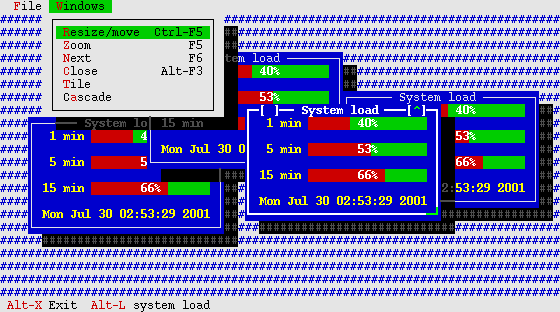 File Windows
Resize/move Ctrl-F5
Zoom F5
Next F6
Close Alt-F3
Tile
Cascade
tem load
40%
53%
System load
System lo
1 min 4
5 min 5
15 min 66%
Mon Jul 30 02:53:29 2001
15 min
Mon Jul 30 0
[ ] System load [^]
1 min 40%
5 min 53%
15 min 66%
Mon Jul 30 02:53:29 2001
40%
53%
66%
:53:29 2001
Alt-X Exit Alt-L system load